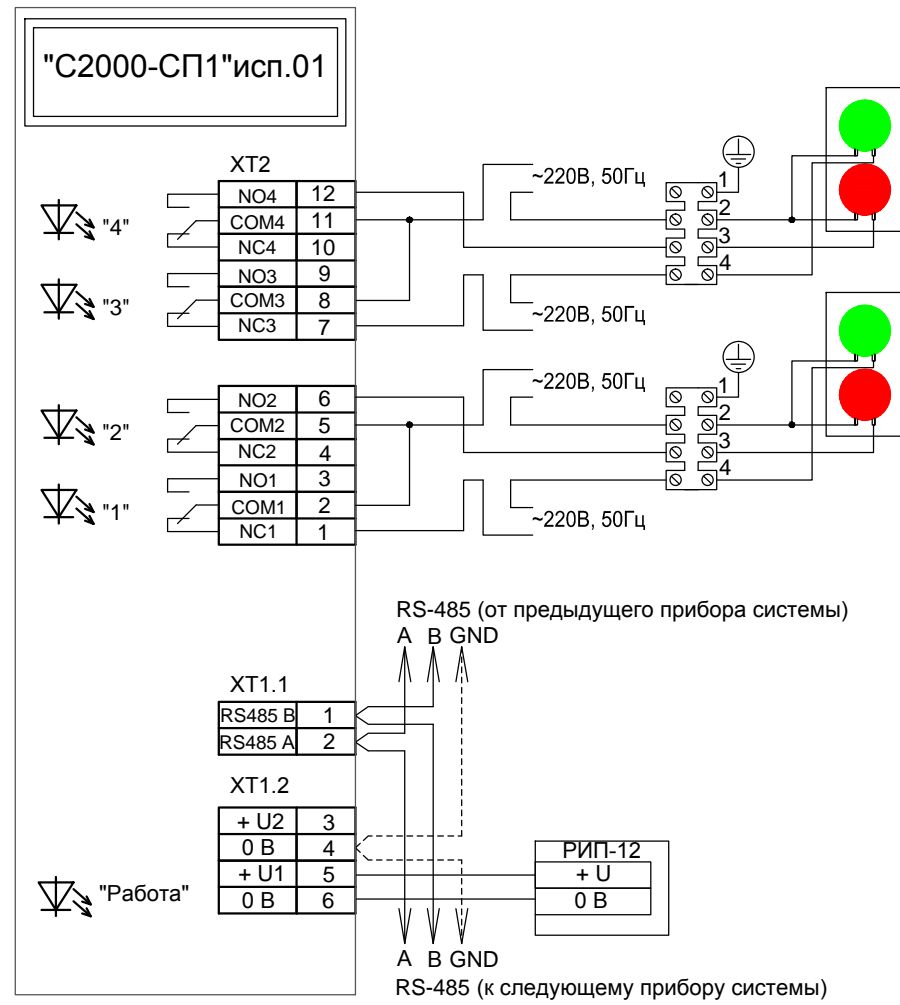 "С2000-СП1"исп.01
XT2
NO4 12
COM4 11
NC4 10
NO3 9
COM3 8
NC3 7
"4"
"3"
~220В, 50Гц
~220В, 50Гц
1
2
3
4
NO2 6
COM2 5
NC2 4
NO1 3
COM1 2
NC1 1
"2"
"1"
~220В, 50Гц
~220В, 50Гц
1
2
3
4
RS-485 (от предыдущего прибора системы)
A B GND
XT1.1
RS485 B 1
RS485 A 2
XT1.2
+ U2 3
0 В 4
+ U1 5
0 В 6
"Работа"
РИП-12
+ U
0 В
A B GND
RS-485 (к следующему прибору системы)